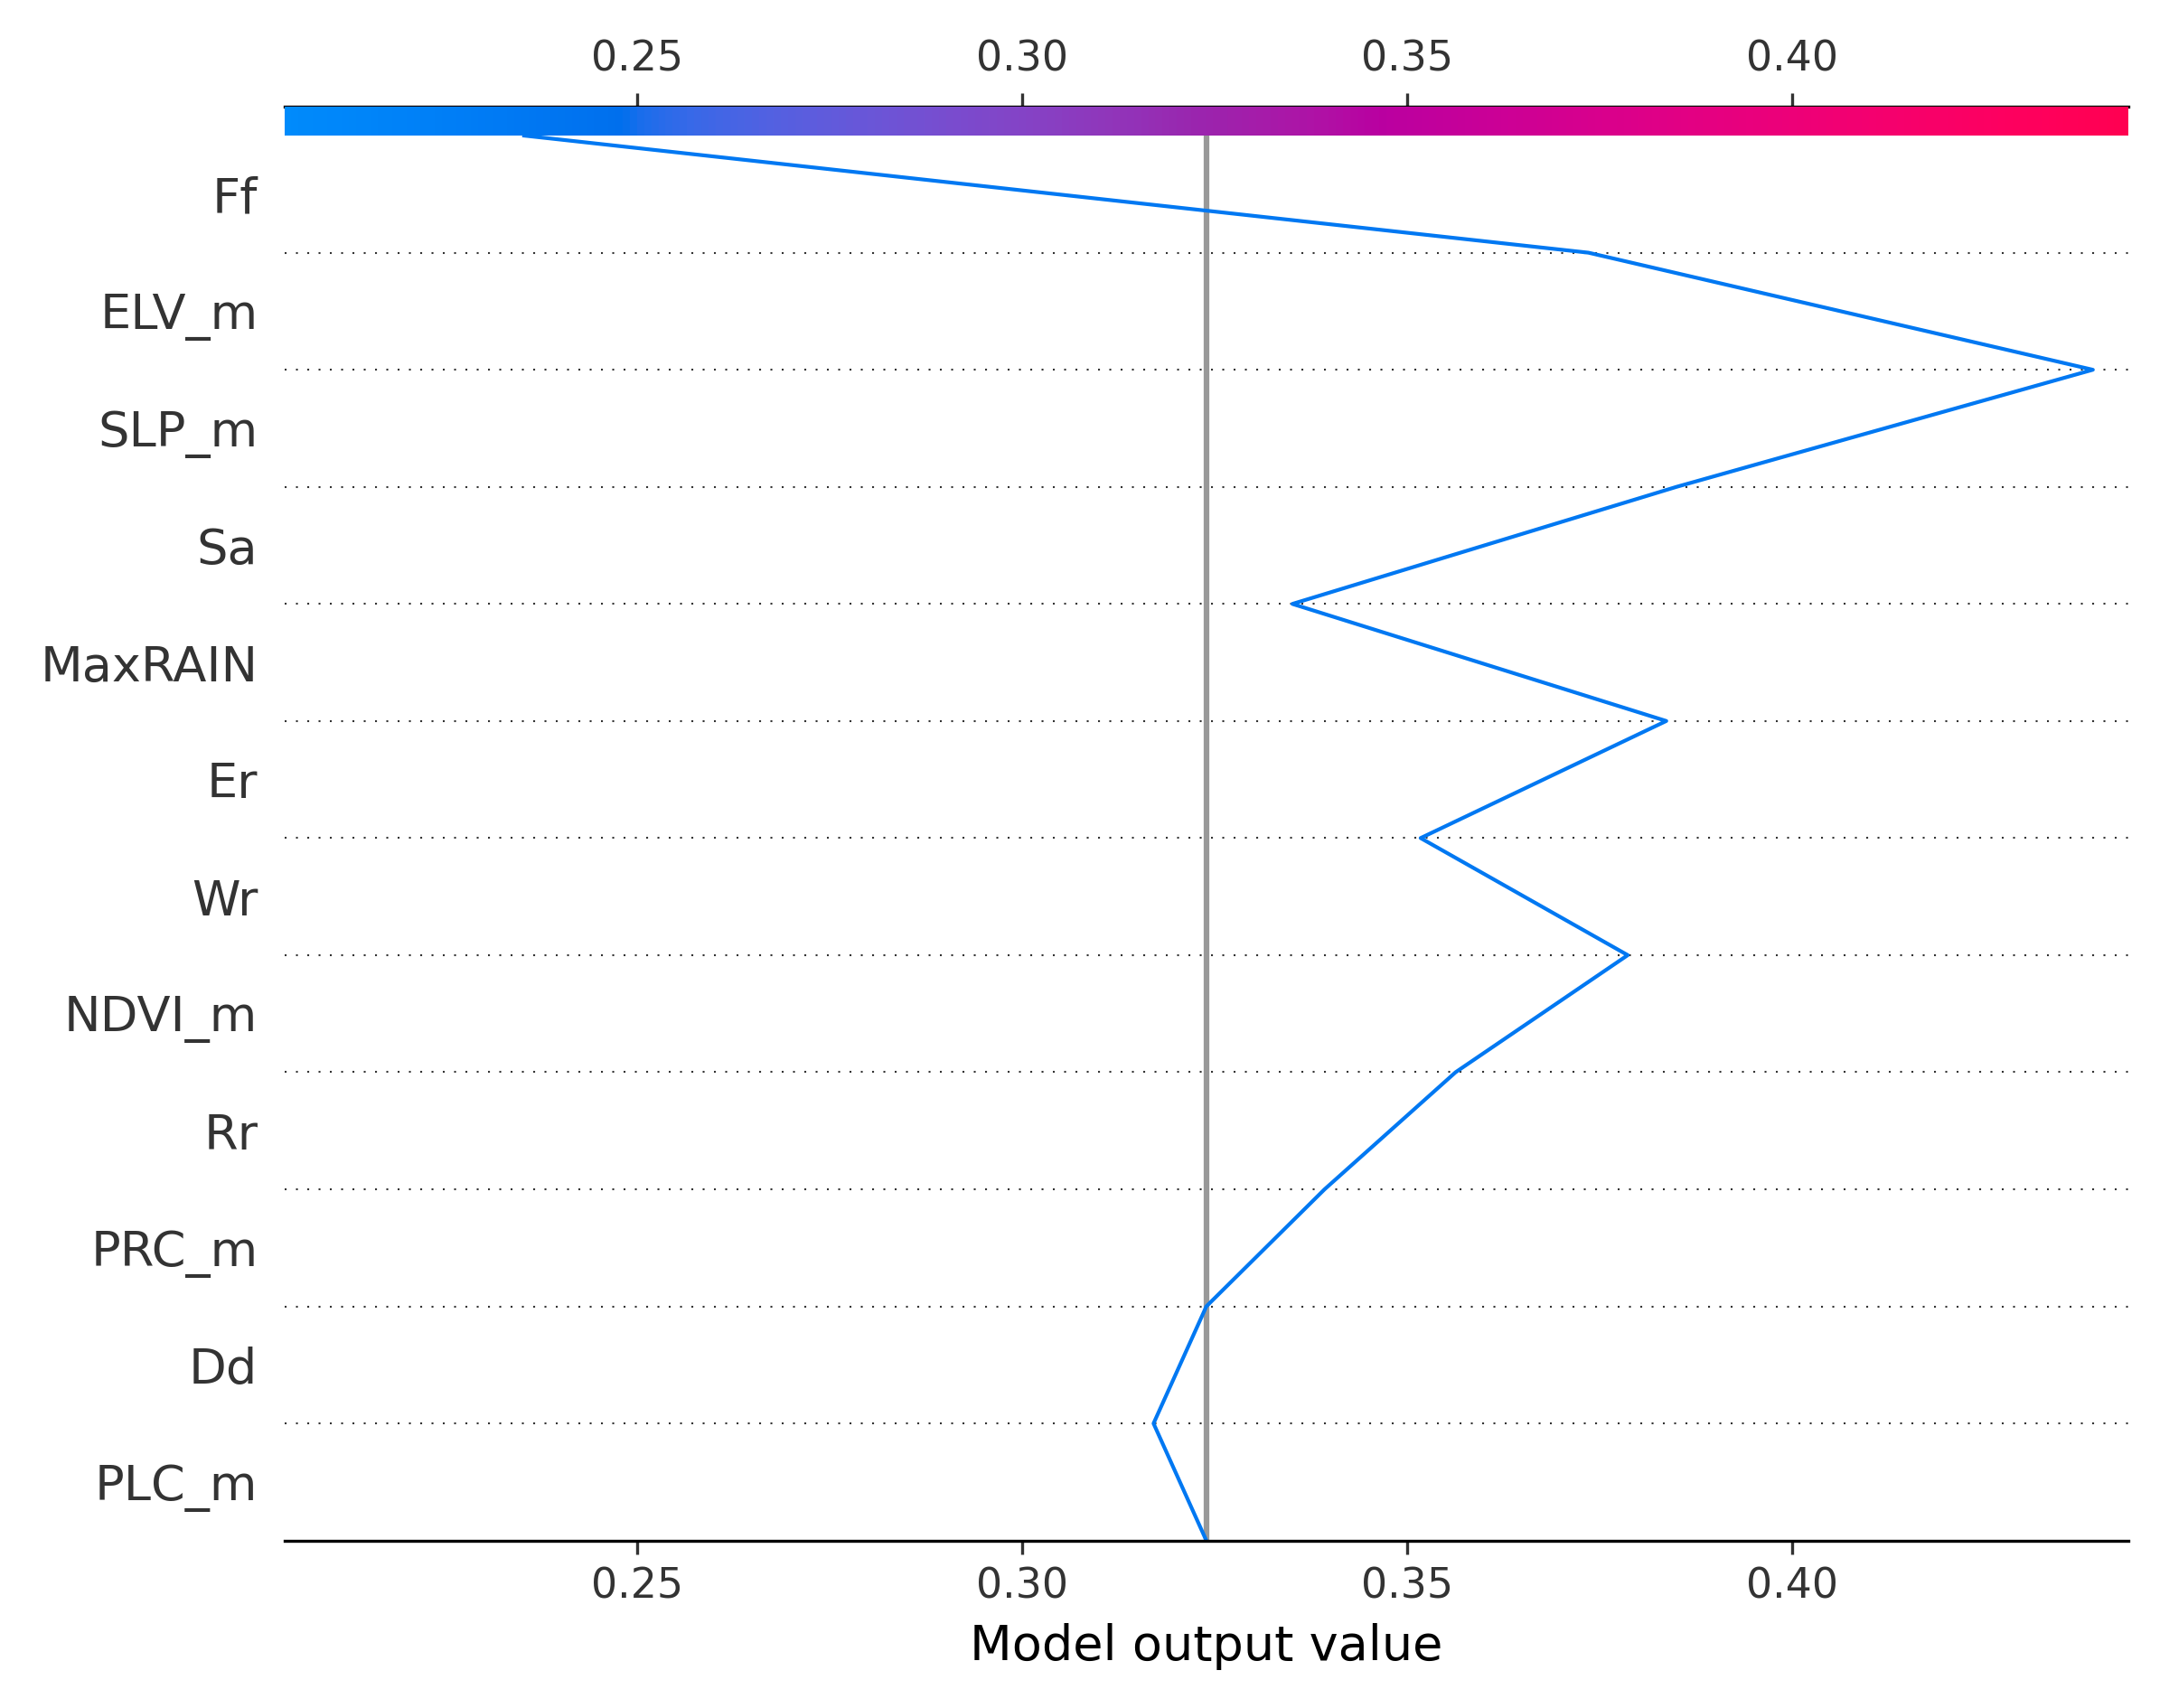 0.25 0.30 0.35 0.40
Ff
ELV_m
SLP_m
Sa
MaxRAIN
Er
Wr
NDVI_m
Rr
PRC_m
Dd
PLC_m
0.25 0.30 0.35 0.40
Model output value